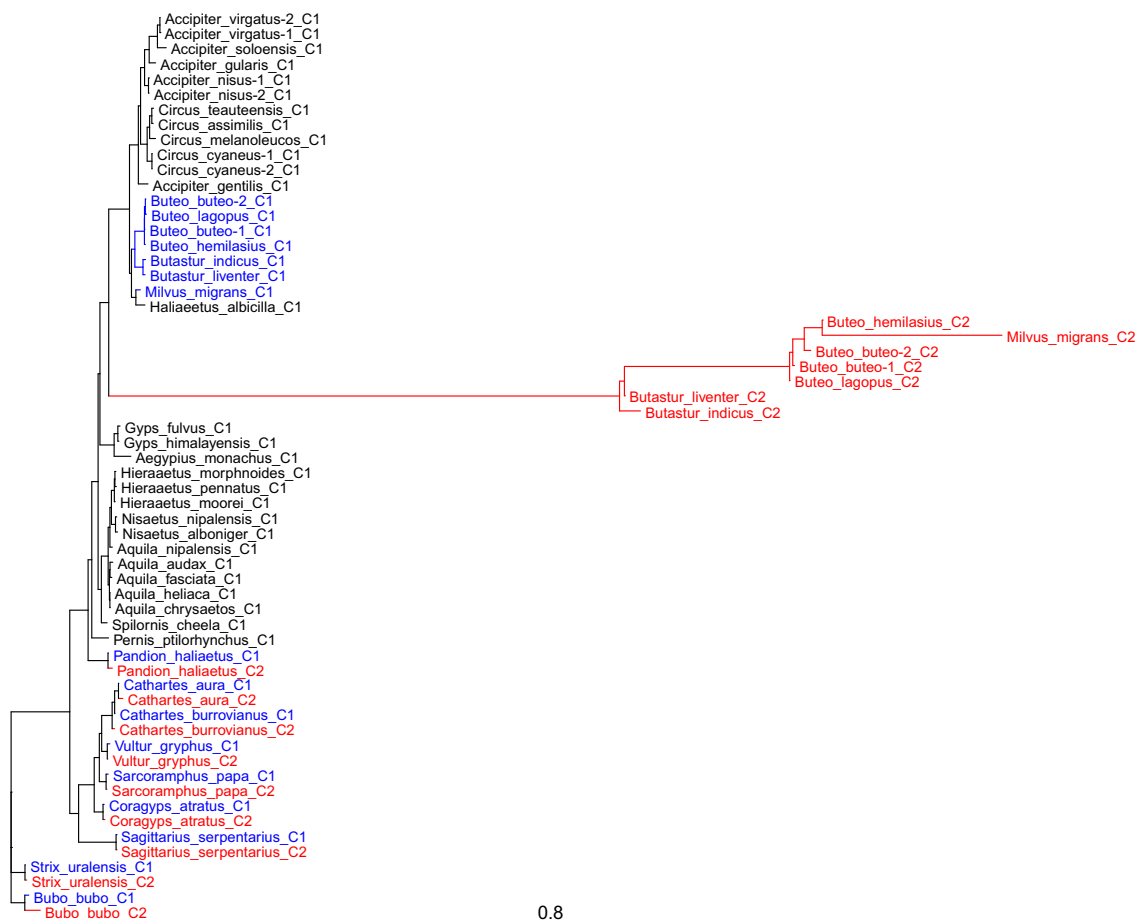 Accipiter_virgatus-2_C1
Accipiter_virgatus-1_C1
Accipiter_soloensis_C1
Accipiter_gularis_C1
Accipiter_nisus-1_C1
Accipiter_nisus-2_C1
Circus_teauteensis_C1
Circus_assimilis_C1
Circus_melanoleucos_C1
Circus_cyaneus-1_C1
Circus_cyaneus-2_C1
Accipiter_gentilis_C1
Buteo_buteo-2_C1
Buteo_lagopus_C1
Buteo_buteo-1_C1
Buteo_hemilasius_C1
Butastur_indicus_C1
Butastur_liventer_C1
Milvus_migrans_C1
Haliaeetus_albicilla_C1
Buteo_hemilasius_C2
Milvus_migrans_C2
Buteo_buteo-2_C2
Buteo_buteo-1_C2
Buteo_lagopus_C2
Butastur_liventer_C2
Butastur_indicus_C2
Gyps_fulvus_C1
Gyps_himalayensis_C1
Aegypius_monachus_C1
Hieraaetus_morphnoides_C1
Hieraaetus_pennatus_C1
Hieraaetus_moorei_C1
Nisaetus_nipalensis_C1
Nisaetus_alboniger_C1
Aquila_nipalensis_C1
Aquila_audax_C1
Aquila_fasciata_C1
Aquila_heliaca_C1
Aquila_chrysaetos_C1
Spilornis_cheela_C1
Pernis_ptilorhynchus_C1
Pandion_haliaetus_C1
Pandion_haliaetus_C2
Cathartes_aura_C1
Cathartes_aura_C2
Cathartes_burrovianus_C1
Cathartes_burrovianus_C2
Vultur_gryphus_C1
Vultur_gryphus_C2
Sarcoramphus_papa_C1
Sarcoramphus_papa_C2
Coragyps_atratus_C1
Coragyps_atratus_C2
Sagittarius_serpentarius_C1
Sagittarius_serpentarius_C2
Strix_uralensis_C1
Strix_uralensis_C2
Bubo_bubo_C1
Bubo_bubo_C2
0.8